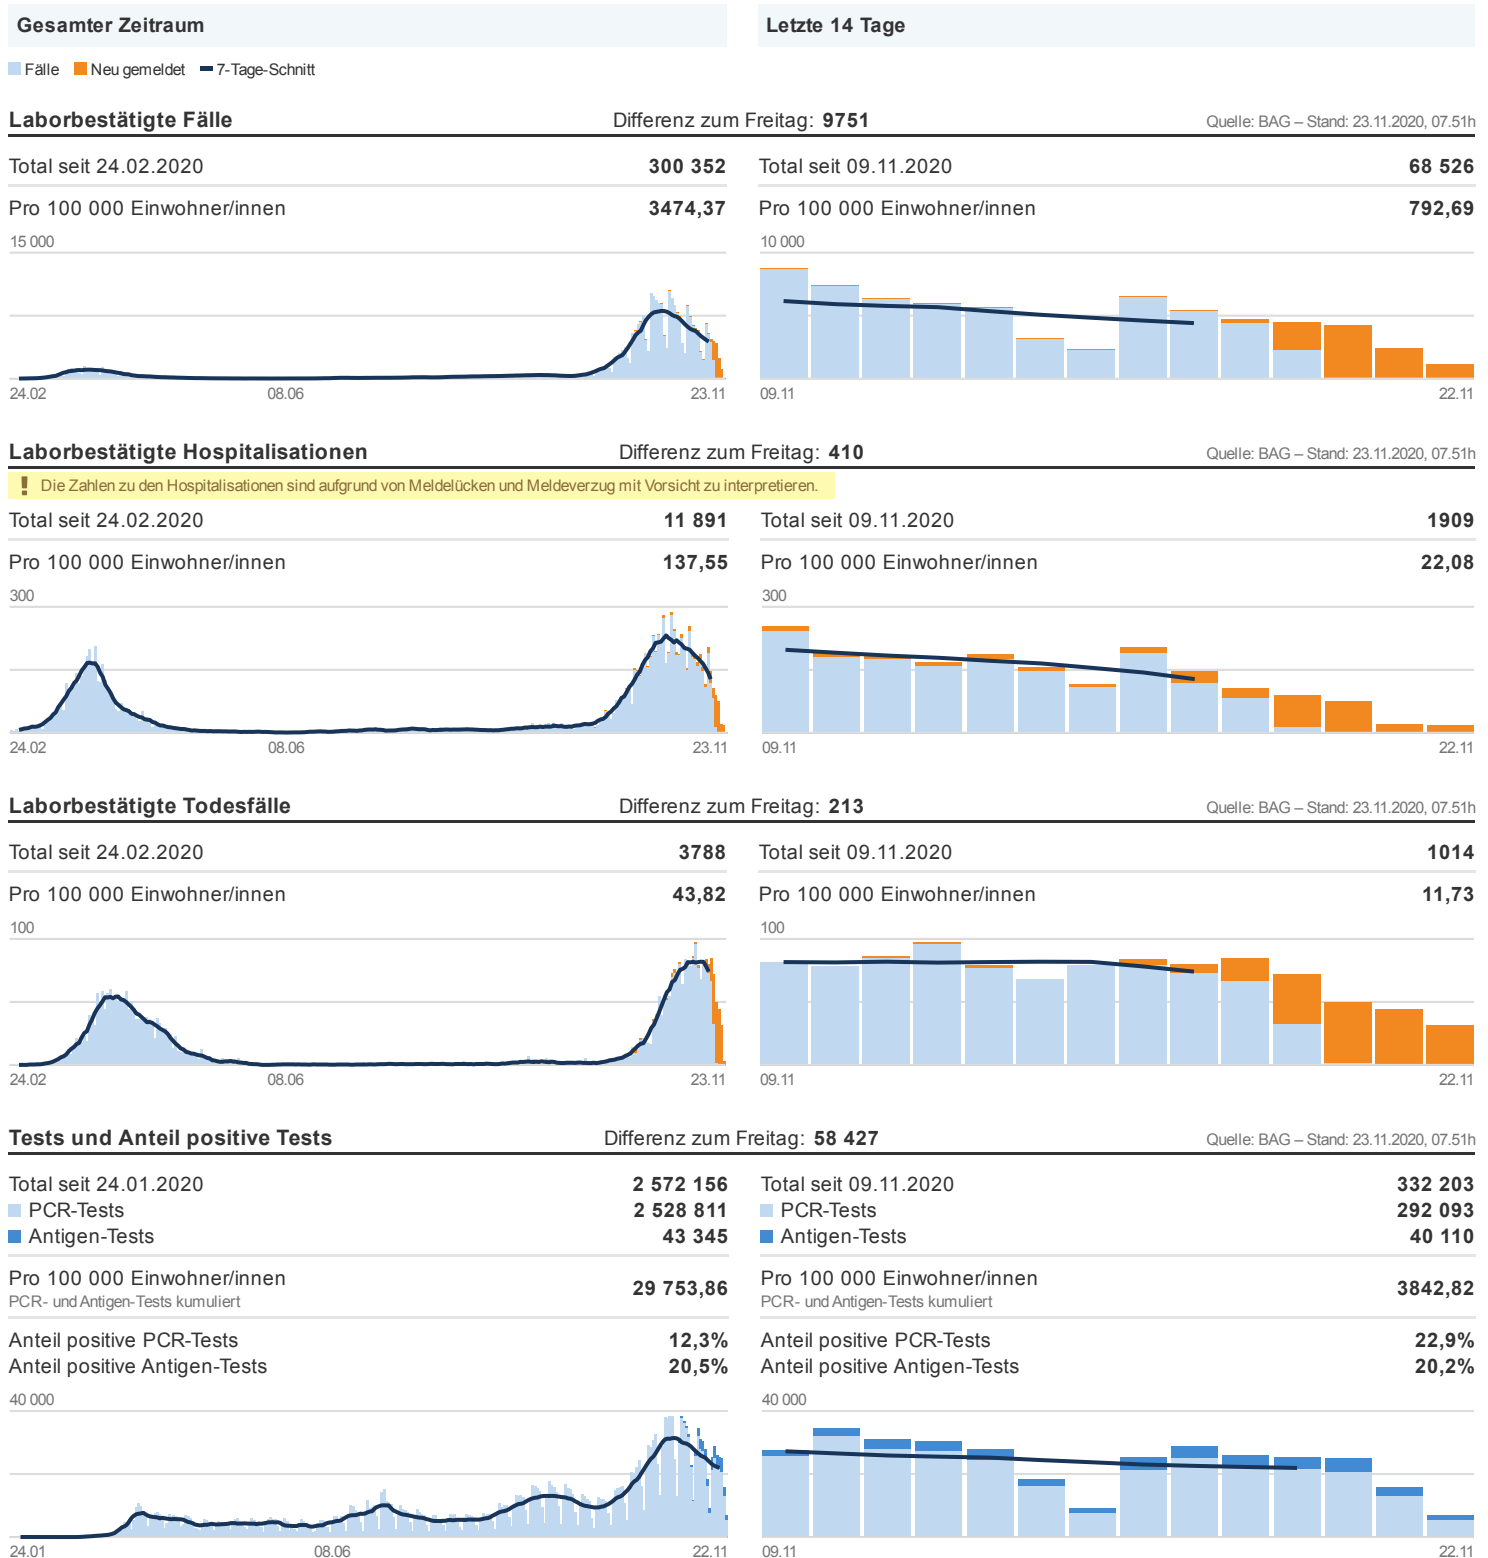 Gesamter Zeitraum
Letzte 14 Tage
Fälle Neu gemeldet 7-Tage-Schnitt
Laborbestätigte Fälle Differenz zum Freitag: 9751 Quelle: BAG – Stand: 23.11.2020, 07.51h
Total seit 24.02.2020 300 352
Total seit 09.11.2020 68 526
Pro 100 000 Einwohner/innen 3474,37
Pro 100 000 Einwohner/innen 792,69
15 000
10 000
24.02 08.06 23.11
09.11 22.11
Laborbestätigte Hospitalisationen Differenz zum Freitag: 410 Quelle: BAG – Stand: 23.11.2020, 07.51h
! Die Zahlen zu den Hospitalisationen sind aufgrund von Meldelücken und Meldeverzug mit Vorsicht zu interpretieren.
Total seit 24.02.2020 11 891
Total seit 09.11.2020 1909
Pro 100 000 Einwohner/innen 137,55
Pro 100 000 Einwohner/innen 22,08
300
300
24.02 08.06 23.11
09.11 22.11
Laborbestätigte Todesfälle Differenz zum Freitag: 213 Quelle: BAG – Stand: 23.11.2020, 07.51h
Total seit 24.02.2020 3788
Total seit 09.11.2020 1014
Pro 100 000 Einwohner/innen 43,82
Pro 100 000 Einwohner/innen 11,73
100
100
24.02 08.06 23.11
09.11 22.11
Tests und Anteil positive Tests Differenz zum Freitag: 58 427 Quelle: BAG – Stand: 23.11.2020, 07.51h
Total seit 24.01.2020 2 572 156
PCR-Tests 2 528 811
Antigen-Tests 43 345
Total seit 09.11.2020 332 203
PCR-Tests 292 093
Antigen-Tests 40 110
Pro 100 000 Einwohner/innen 29 753,86
PCR- und Antigen-Tests kumuliert
Pro 100 000 Einwohner/innen 3842,82
PCR- und Antigen-Tests kumuliert
Anteil positive PCR-Tests 12,3%
Anteil positive Antigen-Tests 20,5%
Anteil positive PCR-Tests 22,9%
Anteil positive Antigen-Tests 20,2%
40 000
40 000
24.01 08.06 22.11
09.11 22.11